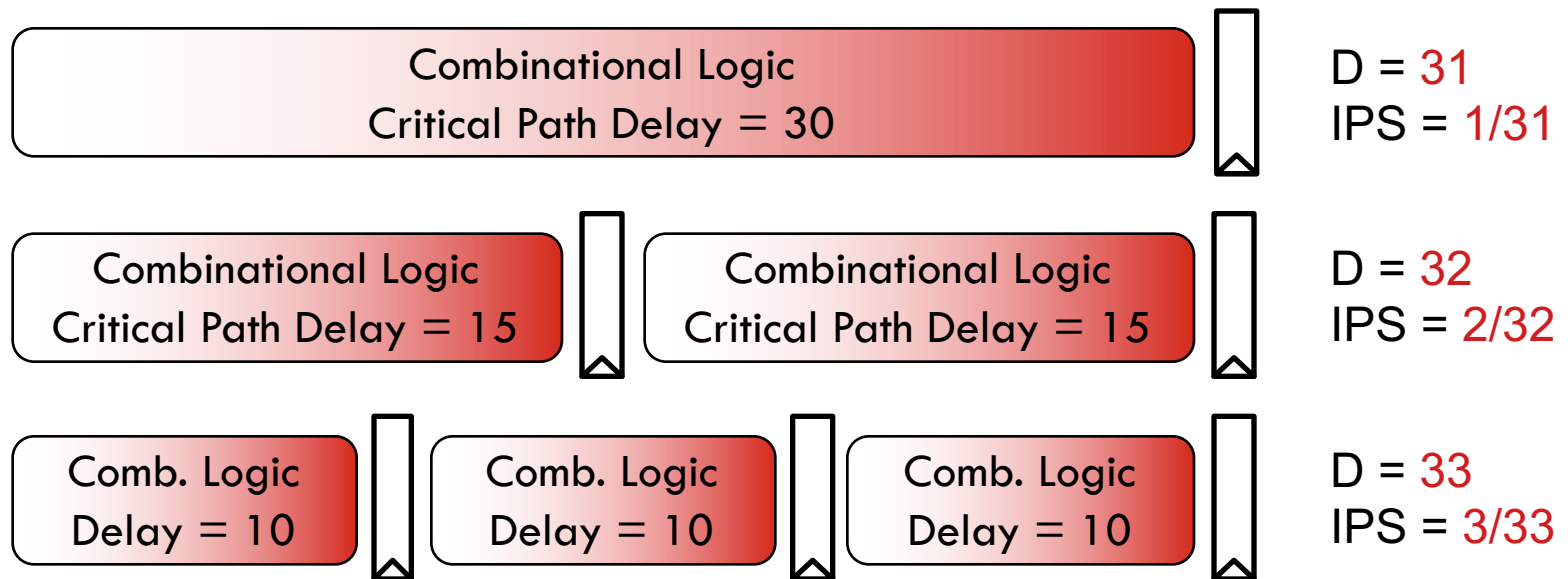 Combinational Logic
Critical Path Delay = 30
D = 31
IPS = 1/31
Combinational Logic
Critical Path Delay = 15
Combinational Logic
Critical Path Delay = 15
D = 32
IPS = 2/32
Comb. Logic
Delay = 10
Comb. Logic
Delay = 10
Comb. Logic
Delay = 10
D = 33
IPS = 3/33